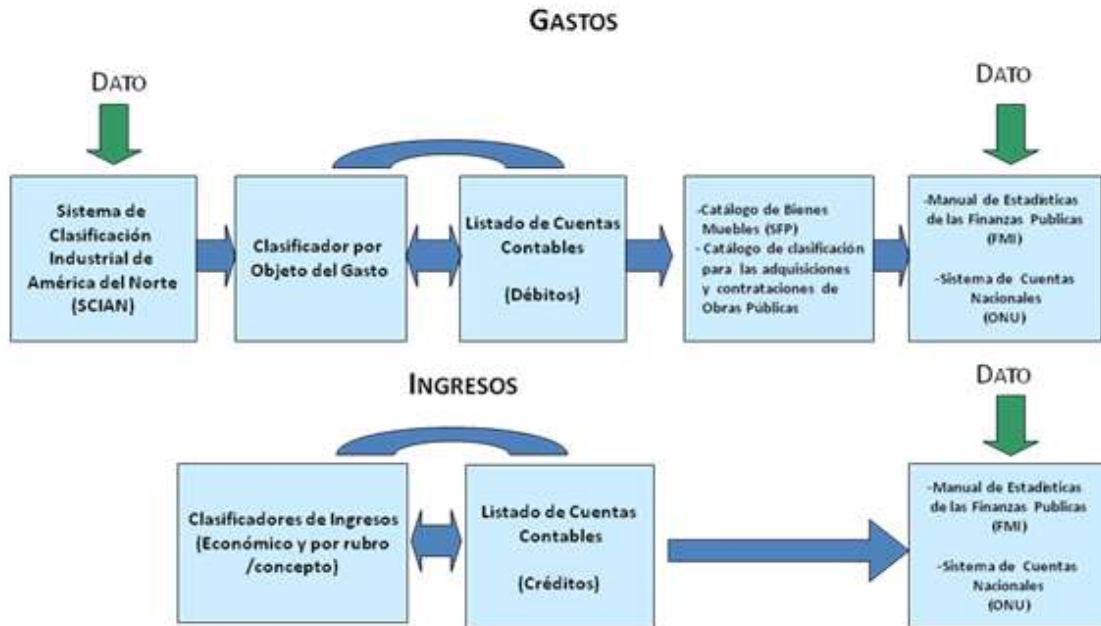 GASTOS
DATO
DATO
Sistema de
Clasificación
Industrial de
América del Norte
(SCIAN)
Clasificador por
Objeto del Gasto
Listado de Cuentas
Contables
(Débitos)
-Catálogo de Bienes
Muebles (SFP)
- Catálogo de clasificación
para las adquisiciones
y contrataciones de
Obras Públicas
-Manual de Estadísticas
de las Finanzas Publicas
(FMI)
-Sistema de Cuentas
Nacionales
(ONU)
INGRESOS
DATO
Clasificadores de Ingresos
(Económico y por rubro
/concepto)
Listado de Cuentas
Contables
(Créditos)
-Manual de Estadísticas
de las Finanzas Publicas
(FMI)
-Sistema de Cuentas
Nacionales
(ONU)